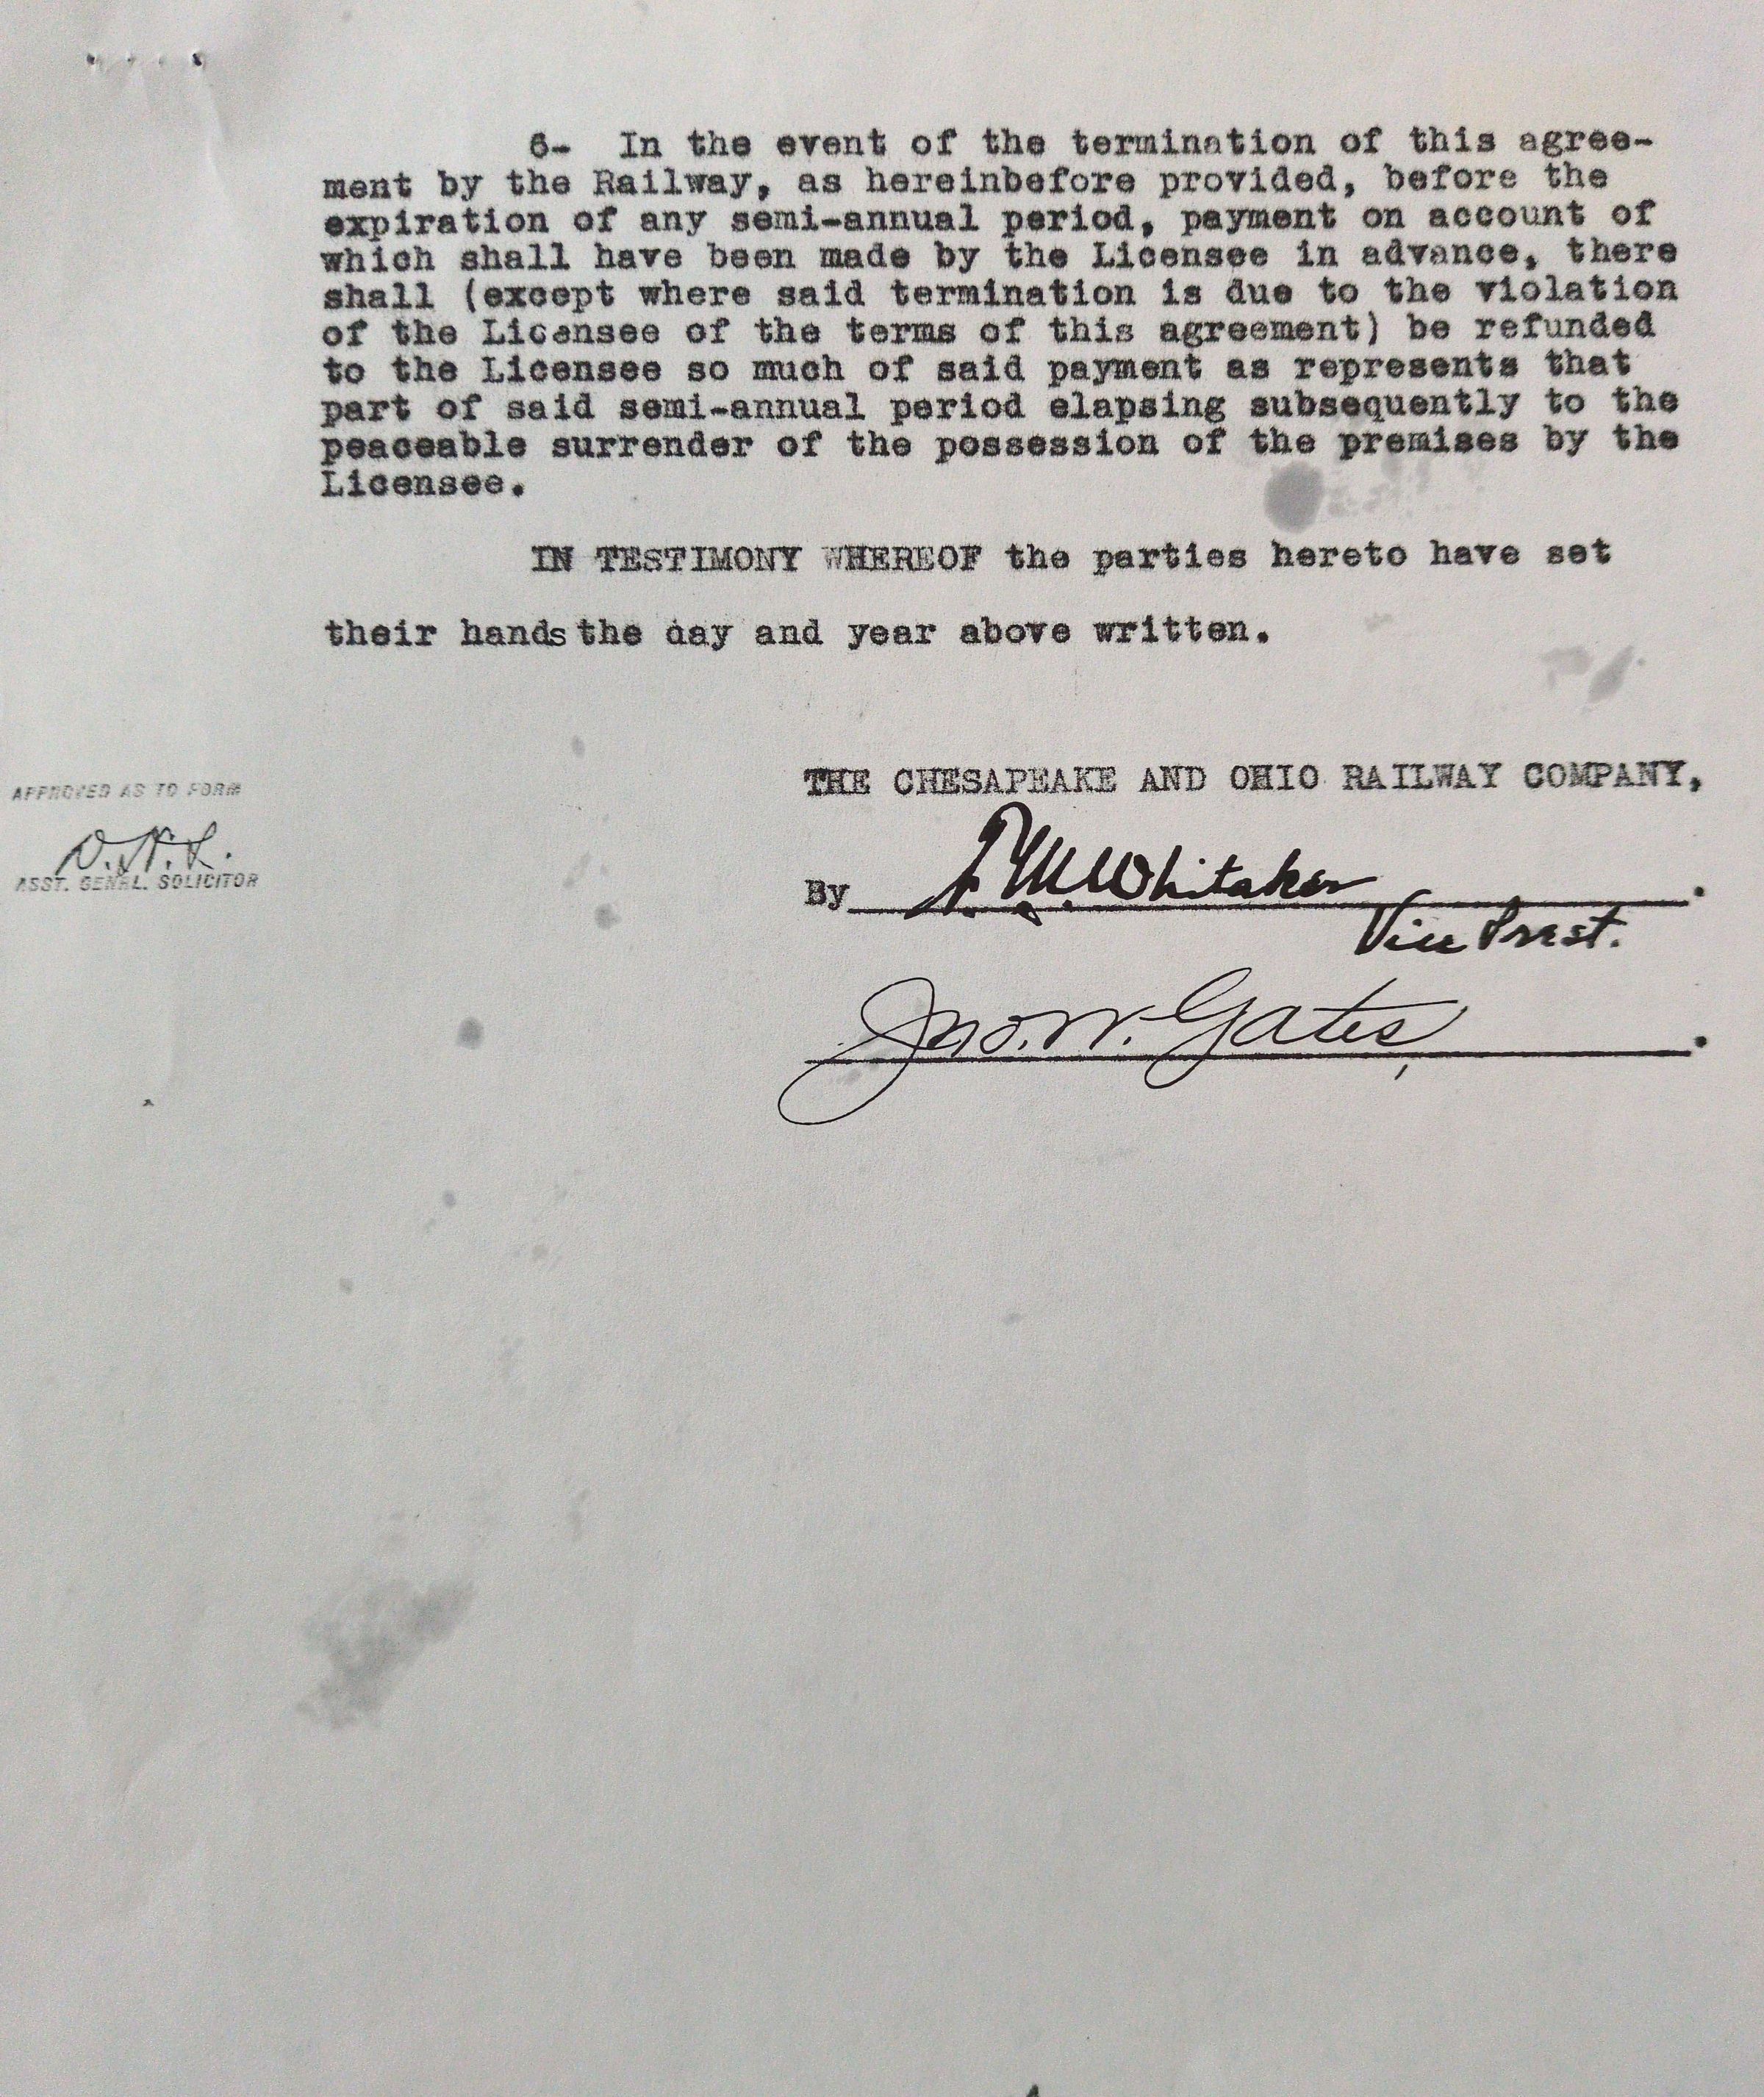 6- In the event of the termination of this agree-
ment by the Railway, as hereinbefore provided, before the
expiration of any semi-annual period, payment on account of
which shall have been made by the Licensee in advance, there
shall (except where said termination is due to the violation
of the Licensee of the terms of this agreement) be refunded
to the Licensee so much of said payment as represents that
part of said semi-annual period elapsing subsequently to the
peaceable surrender of the possession of the premises by the
Licensee.
IN TESTIMONY WHEREOF the parties hereto have set
their hands the day and year above written.
THE CHESAPEAKE AND OHIO RAILWAY COMPANY,
APPROVED AS TO FORM
ASST. GENRL. SOLICITOR
By Whitaker.
Vice Prest.
Jno. W. Gates.